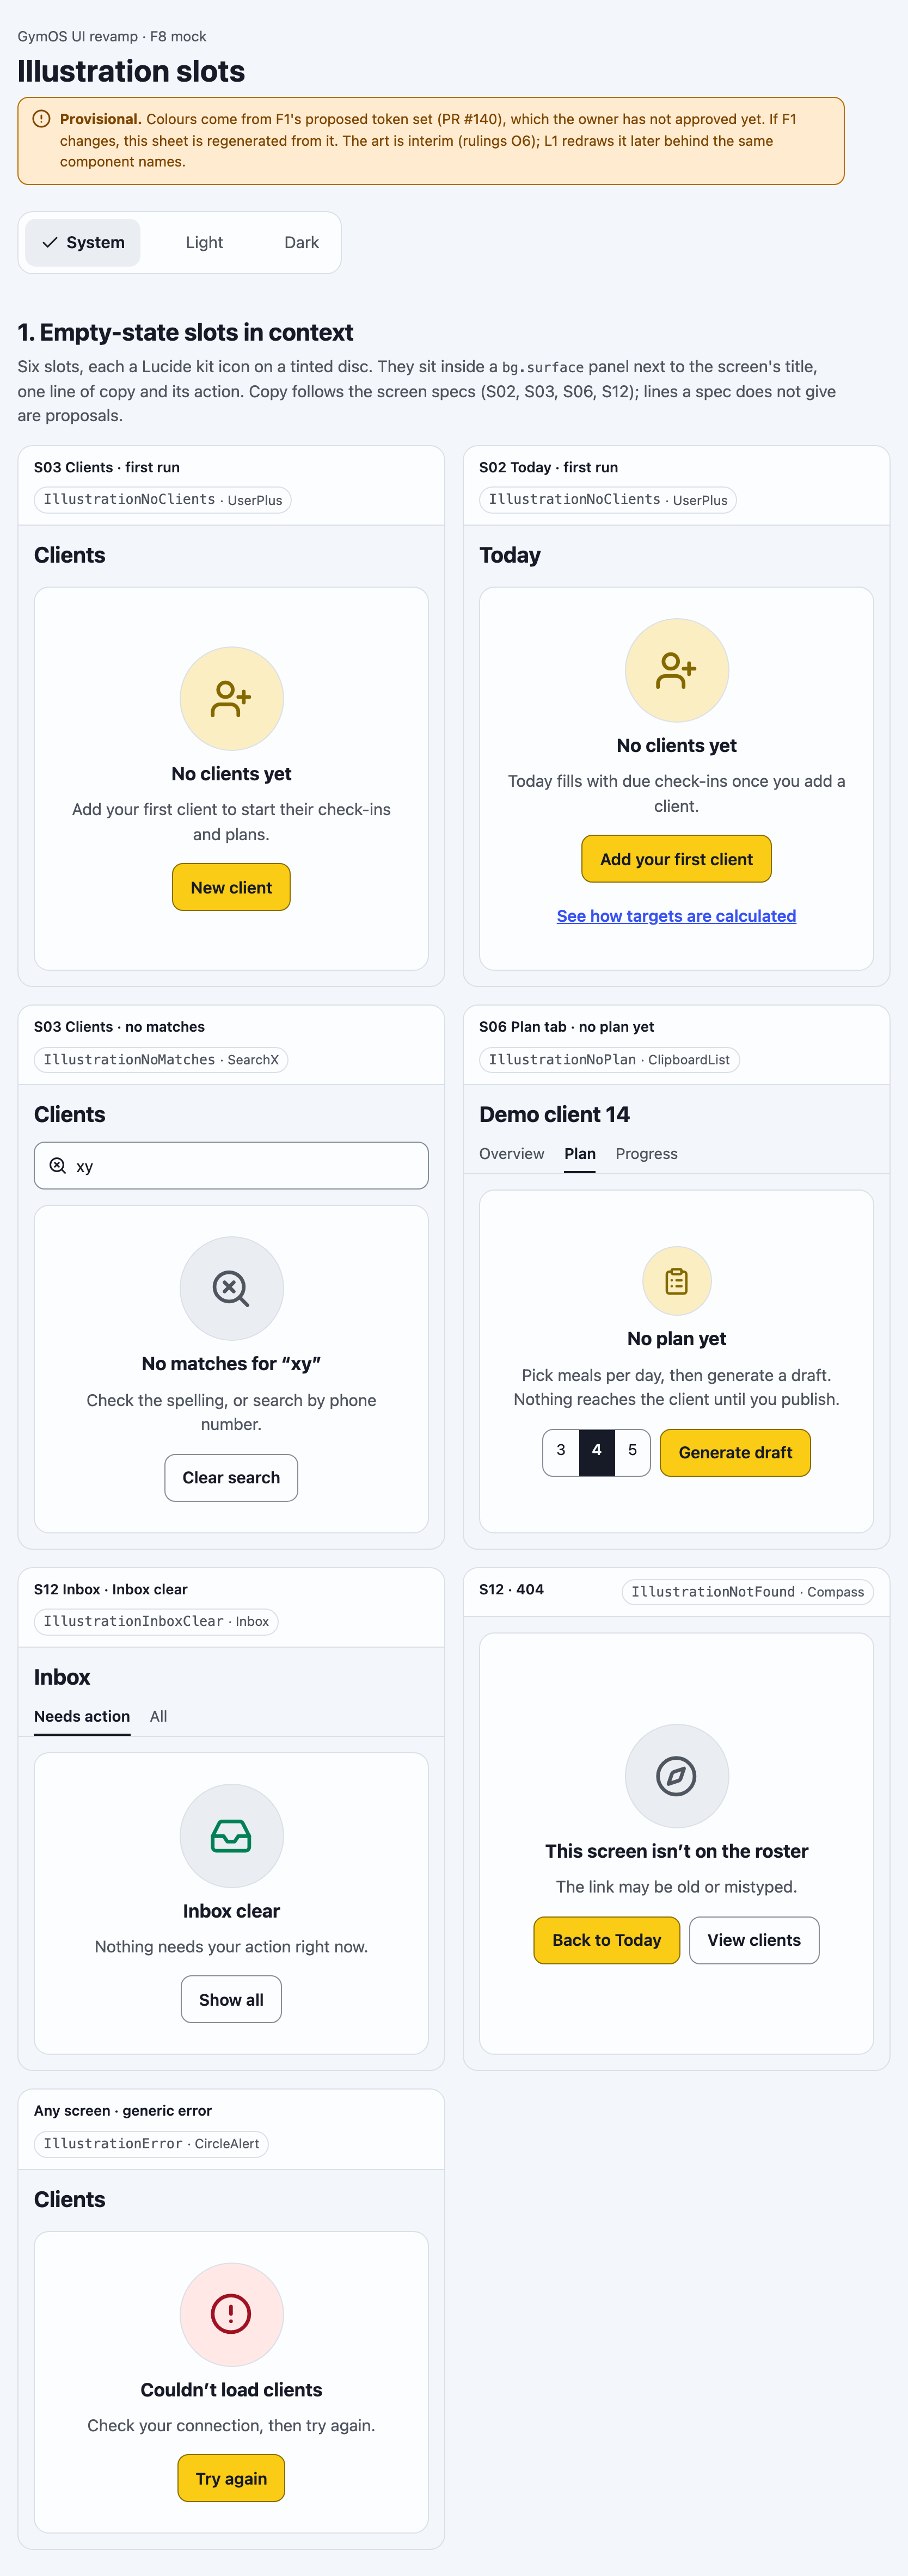 GymOS UI revamp · F8 mock
Illustration slots
Provisional. Colours come from F1's proposed token set (PR #140), which the owner has not approved yet. If F1
changes, this sheet is regenerated from it. The art is interim (rulings O6); L1 redraws it later behind the same
component names.
System
Light
Dark
1. Empty-state slots in context
Six slots, each a Lucide kit icon on a tinted disc. They sit inside a bg.surface panel next to the screen's title,
one line of copy and its action. Copy follows the screen specs (S02, S03, S06, S12); lines a spec does not give
are proposals.
S03 Clients · first run
IllustrationNoClients · UserPlus
Clients
No clients yet
Add your first client to start their check-ins
and plans.
New client
S02 Today · first run
IllustrationNoClients · UserPlus
Today
No clients yet
Today fills with due check-ins once you add a
client.
Add your first client
See how targets are calculated
S03 Clients · no matches
IllustrationNoMatches · SearchX
Clients
xy
No matches for “xy”
Check the spelling, or search by phone
number.
Clear search
S06 Plan tab · no plan yet
IllustrationNoPlan · ClipboardList
Demo client 14
Overview Plan Progress
No plan yet
Pick meals per day, then generate a draft.
Nothing reaches the client until you publish.
3 4 5 Generate draft
S12 Inbox · Inbox clear
IllustrationInboxClear · Inbox
Inbox
Needs action All
Inbox clear
Nothing needs your action right now.
Show all
S12 · 404
IllustrationNotFound · Compass
This screen isn’t on the roster
The link may be old or mistyped.
Back to Today View clients
Any screen · generic error
IllustrationError · CircleAlert
Clients
Couldn’t load clients
Check your connection, then try again.
Try again